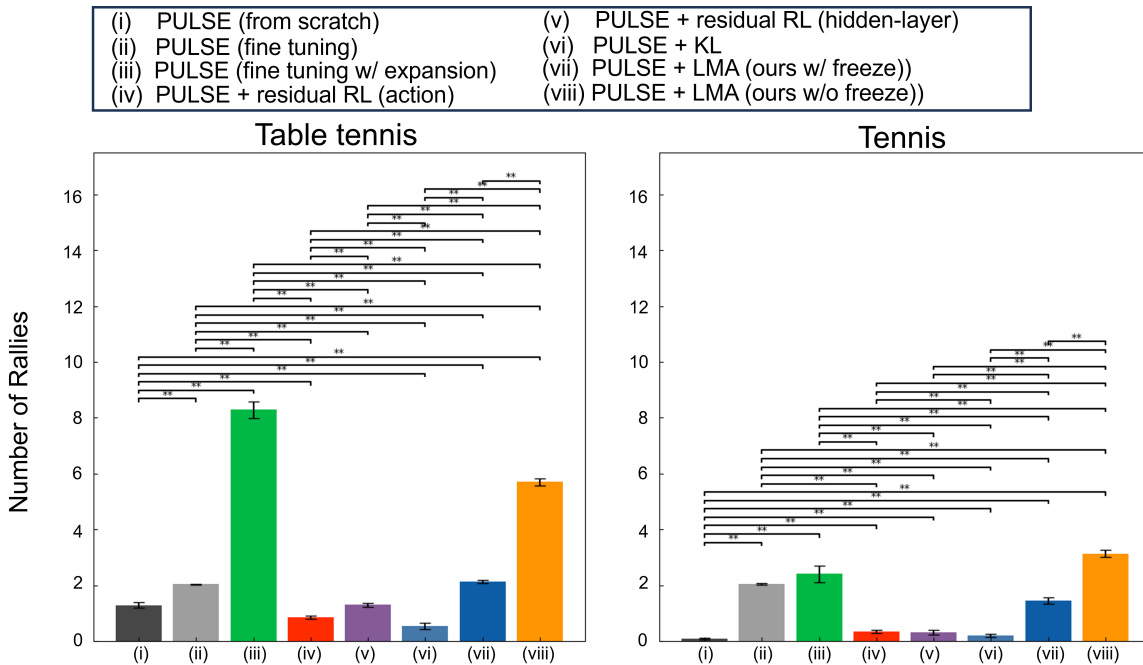 (i) PULSE (from scratch)
(ii) PULSE (fine tuning)
(iii) PULSE (fine tuning w/ expansion)
(iv) PULSE + residual RL (action)
(v) PULSE + residual RL (hidden-layer)
(vi) PULSE + KL
(vii) PULSE + LMA (ours w/ freeze))
(viii) PULSE + LMA (ours w/o freeze))
Table tennis
Number of Rallies
16
14
12
10
8
6
4
2
0
** ** ** ** ** ** ** ** ** ** ** ** ** ** ** ** ** ** ** ** ** ** ** ** ** **
(i) (ii) (iii) (iv) (v) (vi) (vii) (viii)
Tennis
16
14
12
10
8
6
4
2
0
** ** ** ** ** ** ** ** ** ** ** ** ** ** ** ** ** ** ** ** ** ** ** ** **
(i) (ii) (iii) (iv) (v) (vi) (vii) (viii)